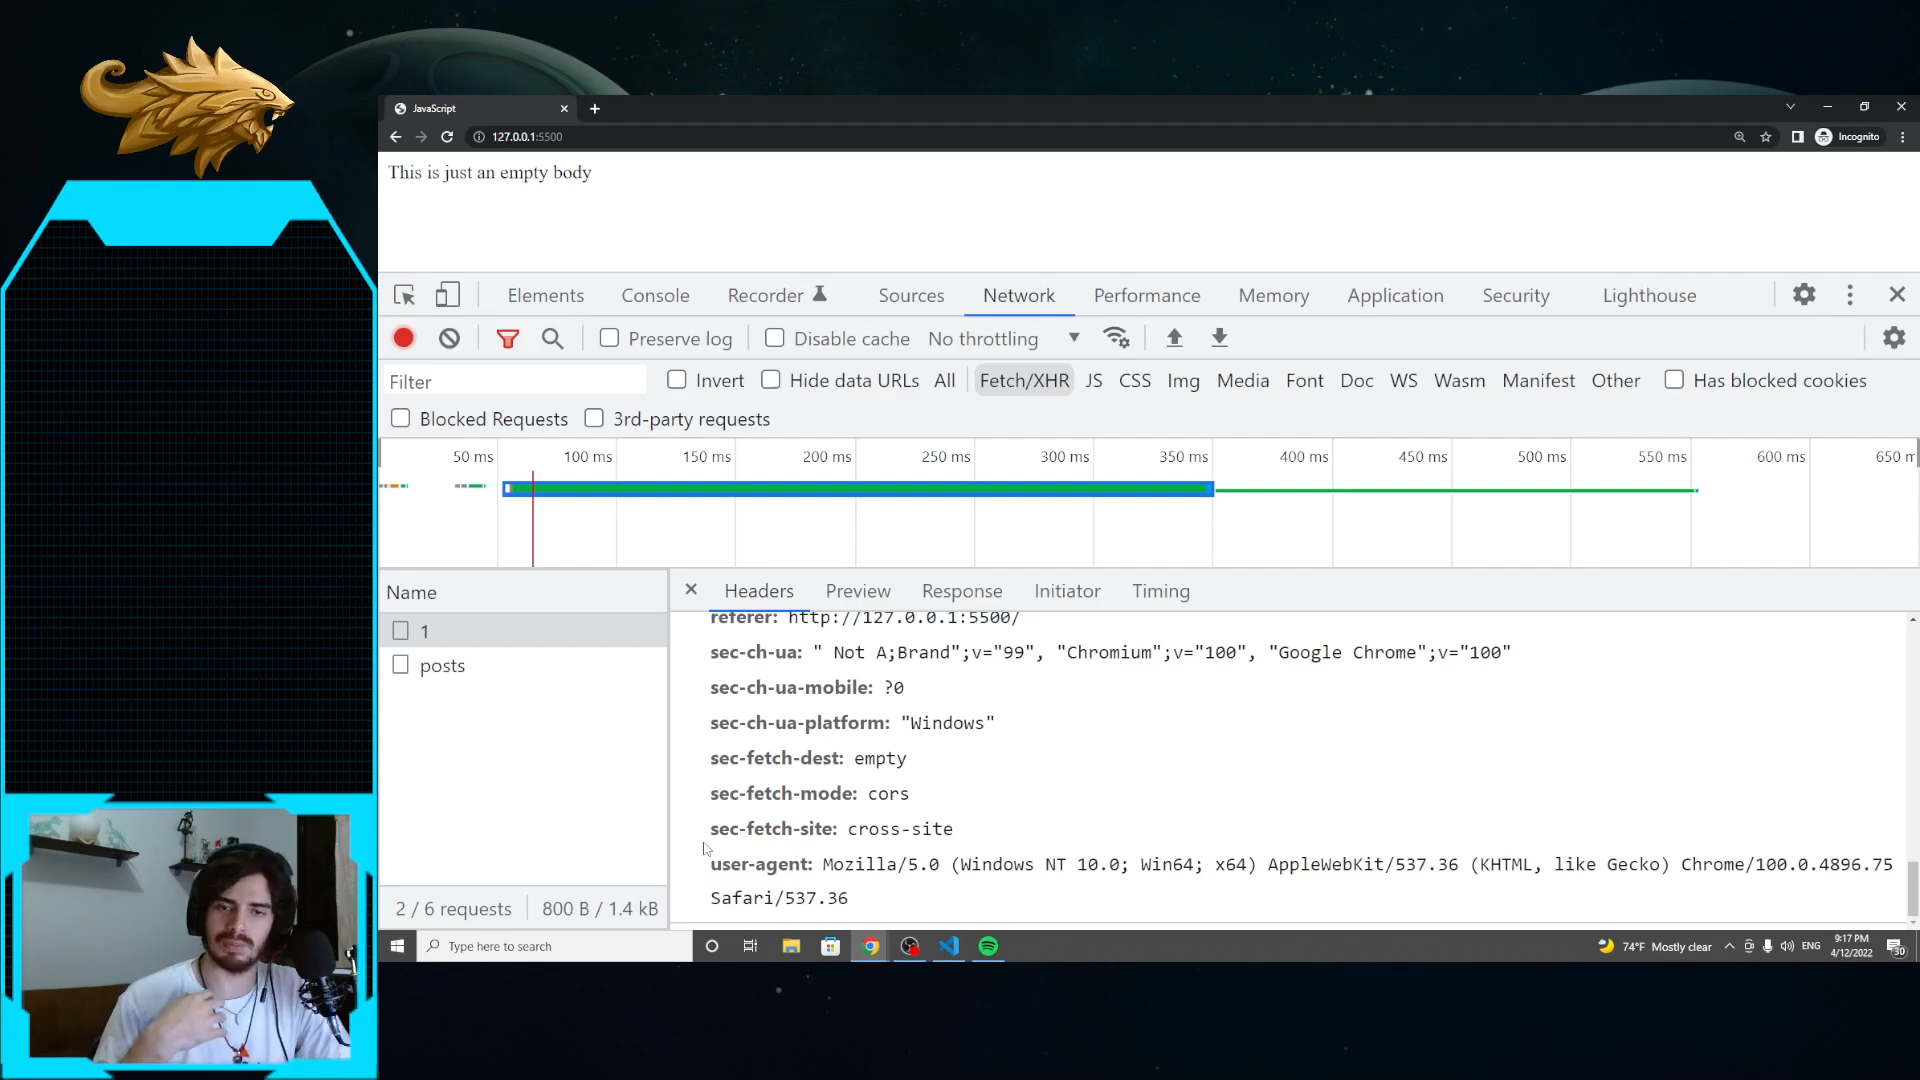 JavaScript
127.0.0.1:5500
Incognito
This is just an empty body
Elements Console Recorder Sources Network Performance Memory Application Security Lighthouse
Preserve log Disable cache No throttling
Filter Invert Hide data URLs All Fetch/XHR JS CSS Img Media Font Doc WS Wasm Manifest Other Has blocked cookies
Blocked Requests 3rd-party requests
50 ms 100 ms 150 ms 200 ms 250 ms 300 ms 350 ms 400 ms 450 ms 500 ms 550 ms 600 ms 650 m
Name Headers Preview Response Initiator Timing
1
posts
referer: http://127.0.0.1:5500/
sec-ch-ua: " Not A;Brand";v="99", "Chromium";v="100", "Google Chrome";v="100"
sec-ch-ua-mobile: ?0
sec-ch-ua-platform: "Windows"
sec-fetch-dest: empty
sec-fetch-mode: cors
sec-fetch-site: cross-site
user-agent: Mozilla/5.0 (Windows NT 10.0; Win64; x64) AppleWebKit/537.36 (KHTML, like Gecko) Chrome/100.0.4896.75
Safari/537.36
2 / 6 requests 800 B / 1.4 kB
Type here to search
74°F Mostly clear ENG 9:17 PM
4/12/2022
30